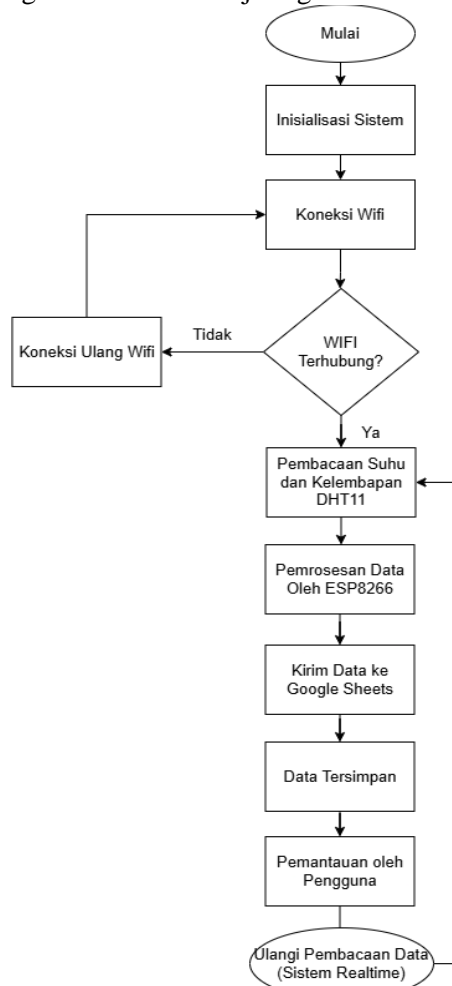 Mulai
Inisialisasi Sistem
Koneksi Wifi
WIFI
Terhubung?
Tidak
Koneksi Ulang Wifi
Ya
Pembacaan Suhu
dan Kelembapan
DHT11
Pemrosesan Data
Oleh ESP8266
Kirim Data ke
Google Sheets
Data Tersimpan
Pemantauan oleh
Pengguna
Ulangi Pembacaan Data
(Sistem Realtime)